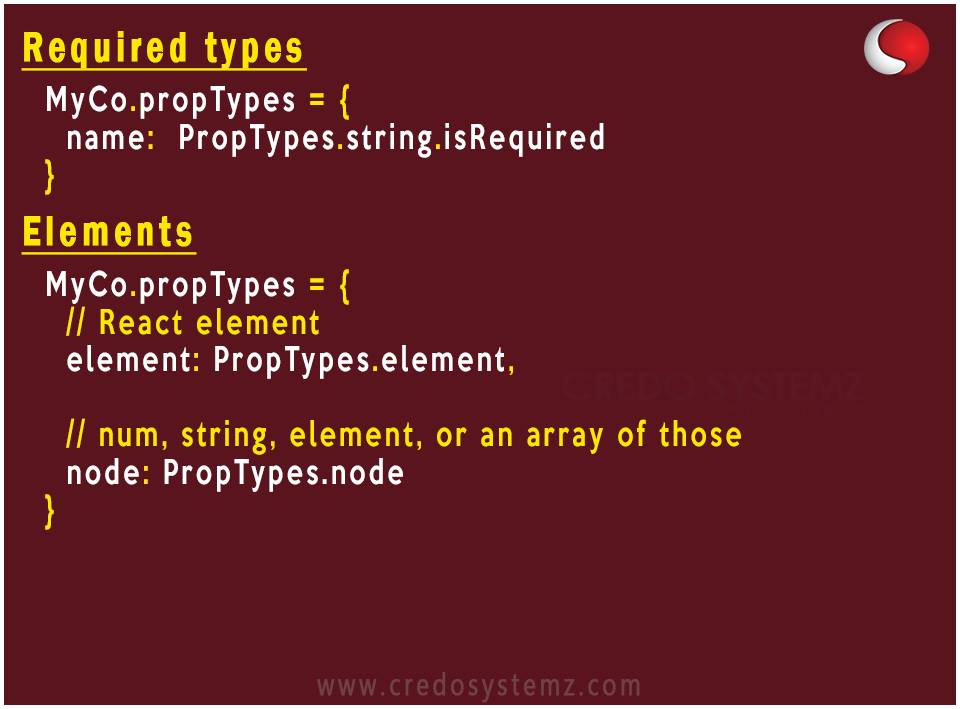 Required types
MyCo.propTypes = {
name: PropTypes.string.isRequired
}
Elements
MyCo.propTypes = {
// React element
element: PropTypes.element,
CREDO SYSTEMZ
// num, string, element, or an array of those
node: PropTypes.node
}
www.credosystemz.com